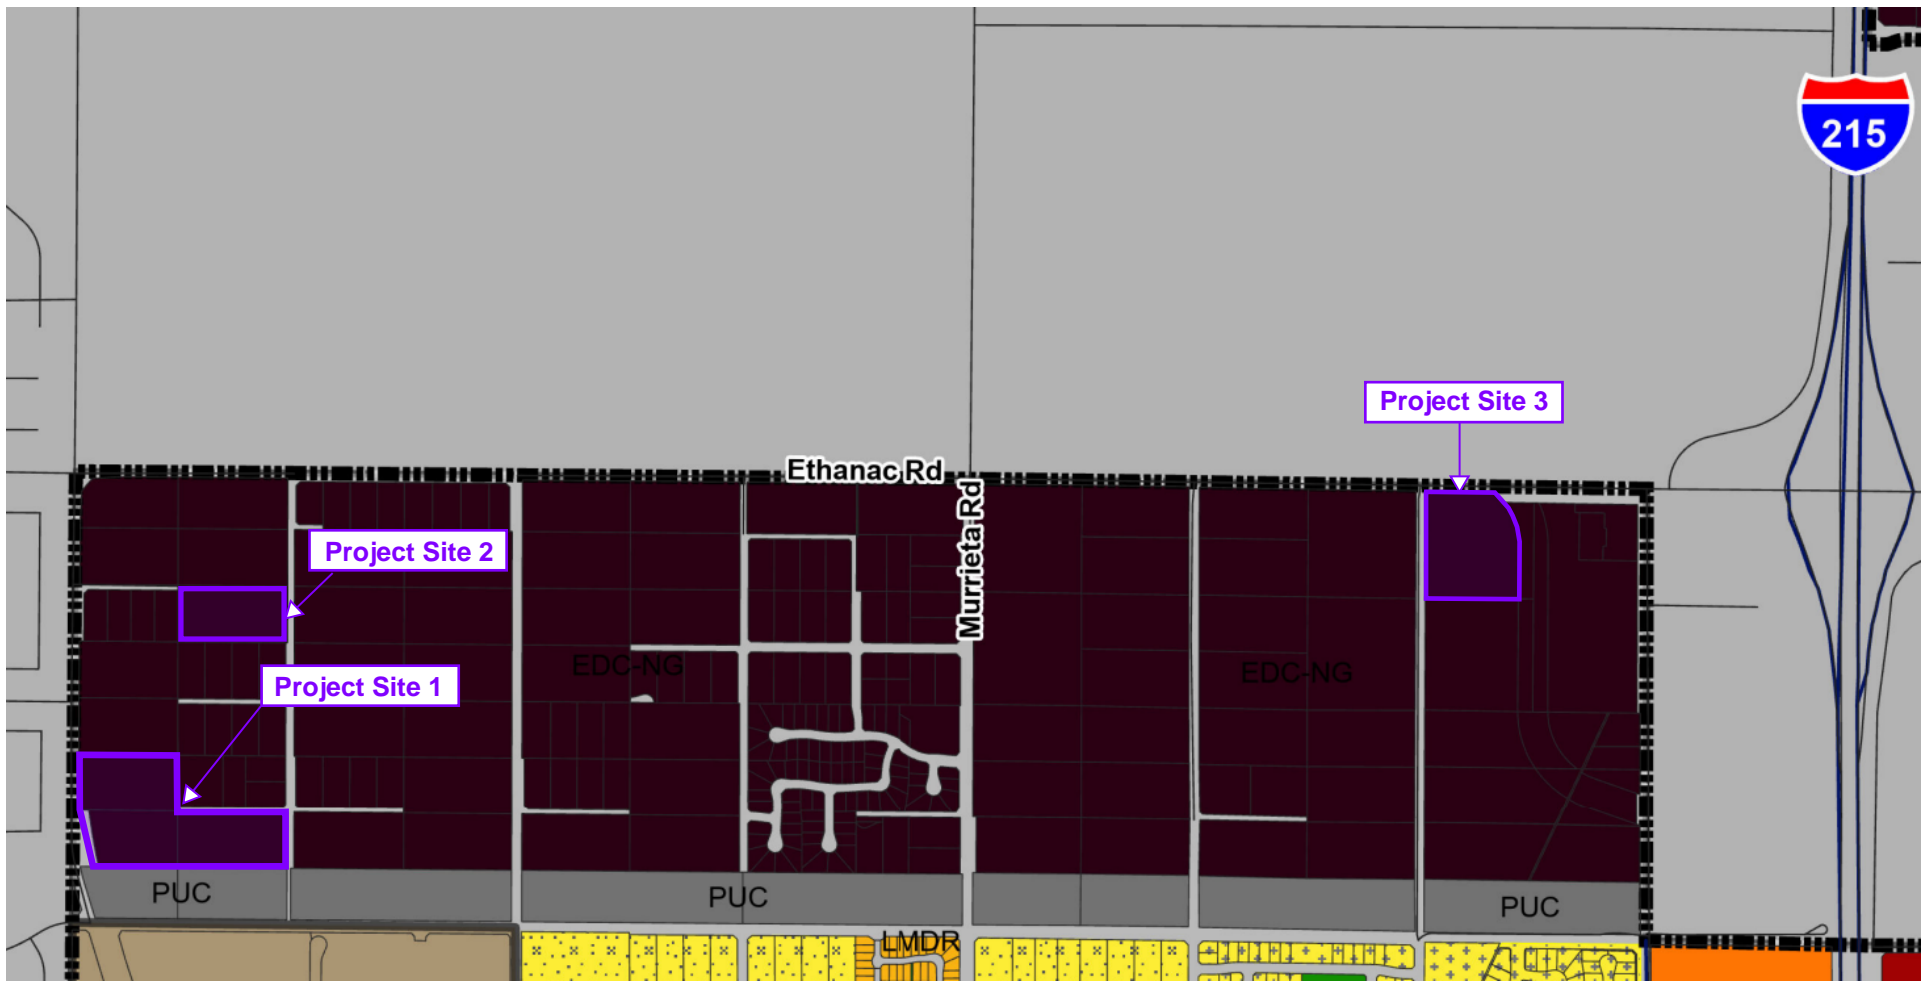 215
Project Site 3
Ethanac Rd
Murrieta Rd
Project Site 2
EDC-NG
EDC-NG
Project Site 1
PUC
PUC
PUC
LMDR